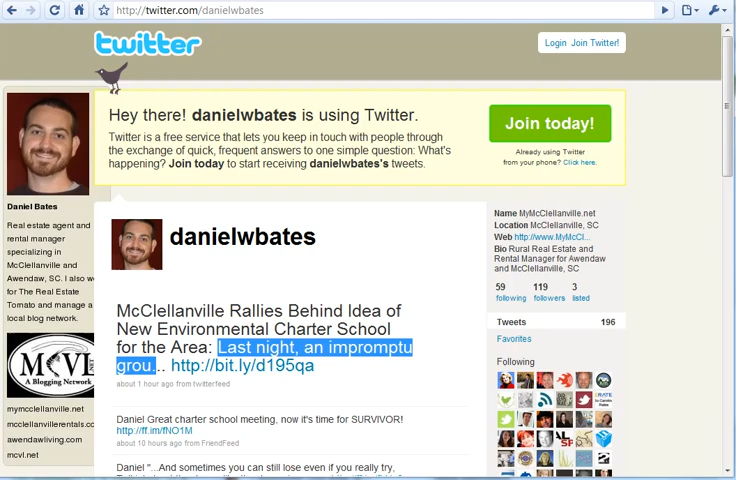 http://twitter.com/danielwbates
twitter
Login Join Twitter!
Hey there! danielwbates is using Twitter.
Twitter is a free service that lets you keep in touch with people through
the exchange of quick, frequent answers to one simple question: What's
happening? Join today to start receiving danielwbates's tweets.
Join today!
Already using Twitter
from your phone? Click here.
Daniel Bates
Real estate agent and
rental manager
specializing in
McClellanville and
Awendaw, SC. I also w
for The Real Estate
Tomato and manage a
local blog network.
MCVL
A Blogging Network
mymcclellanville.net
mcclellanvillerentals.co
awendawliving.com
mcvl.net
danielwbates
McClellanville Rallies Behind Idea of
New Environmental Charter School
for the Area: Last night, an impromptu
grou... http://bit.ly/d195qa
about 1 hour ago from twitterfeed
Daniel Great charter school meeting, now it's time for SURVIVOR!
http://ff.im/fNO1M
about 10 hours ago from FriendFeed
Daniel "...And sometimes you can still lose even if you really try,
Name MyMcClellanville.net
Location McClellanville, SC
Web http://www.MyMcCl...
Bio Rural Real Estate and
Rental Manager for Awendaw
and McClellanville, SC
59 119 3
following followers listed
Tweets 196
Favorites
Following
RATE